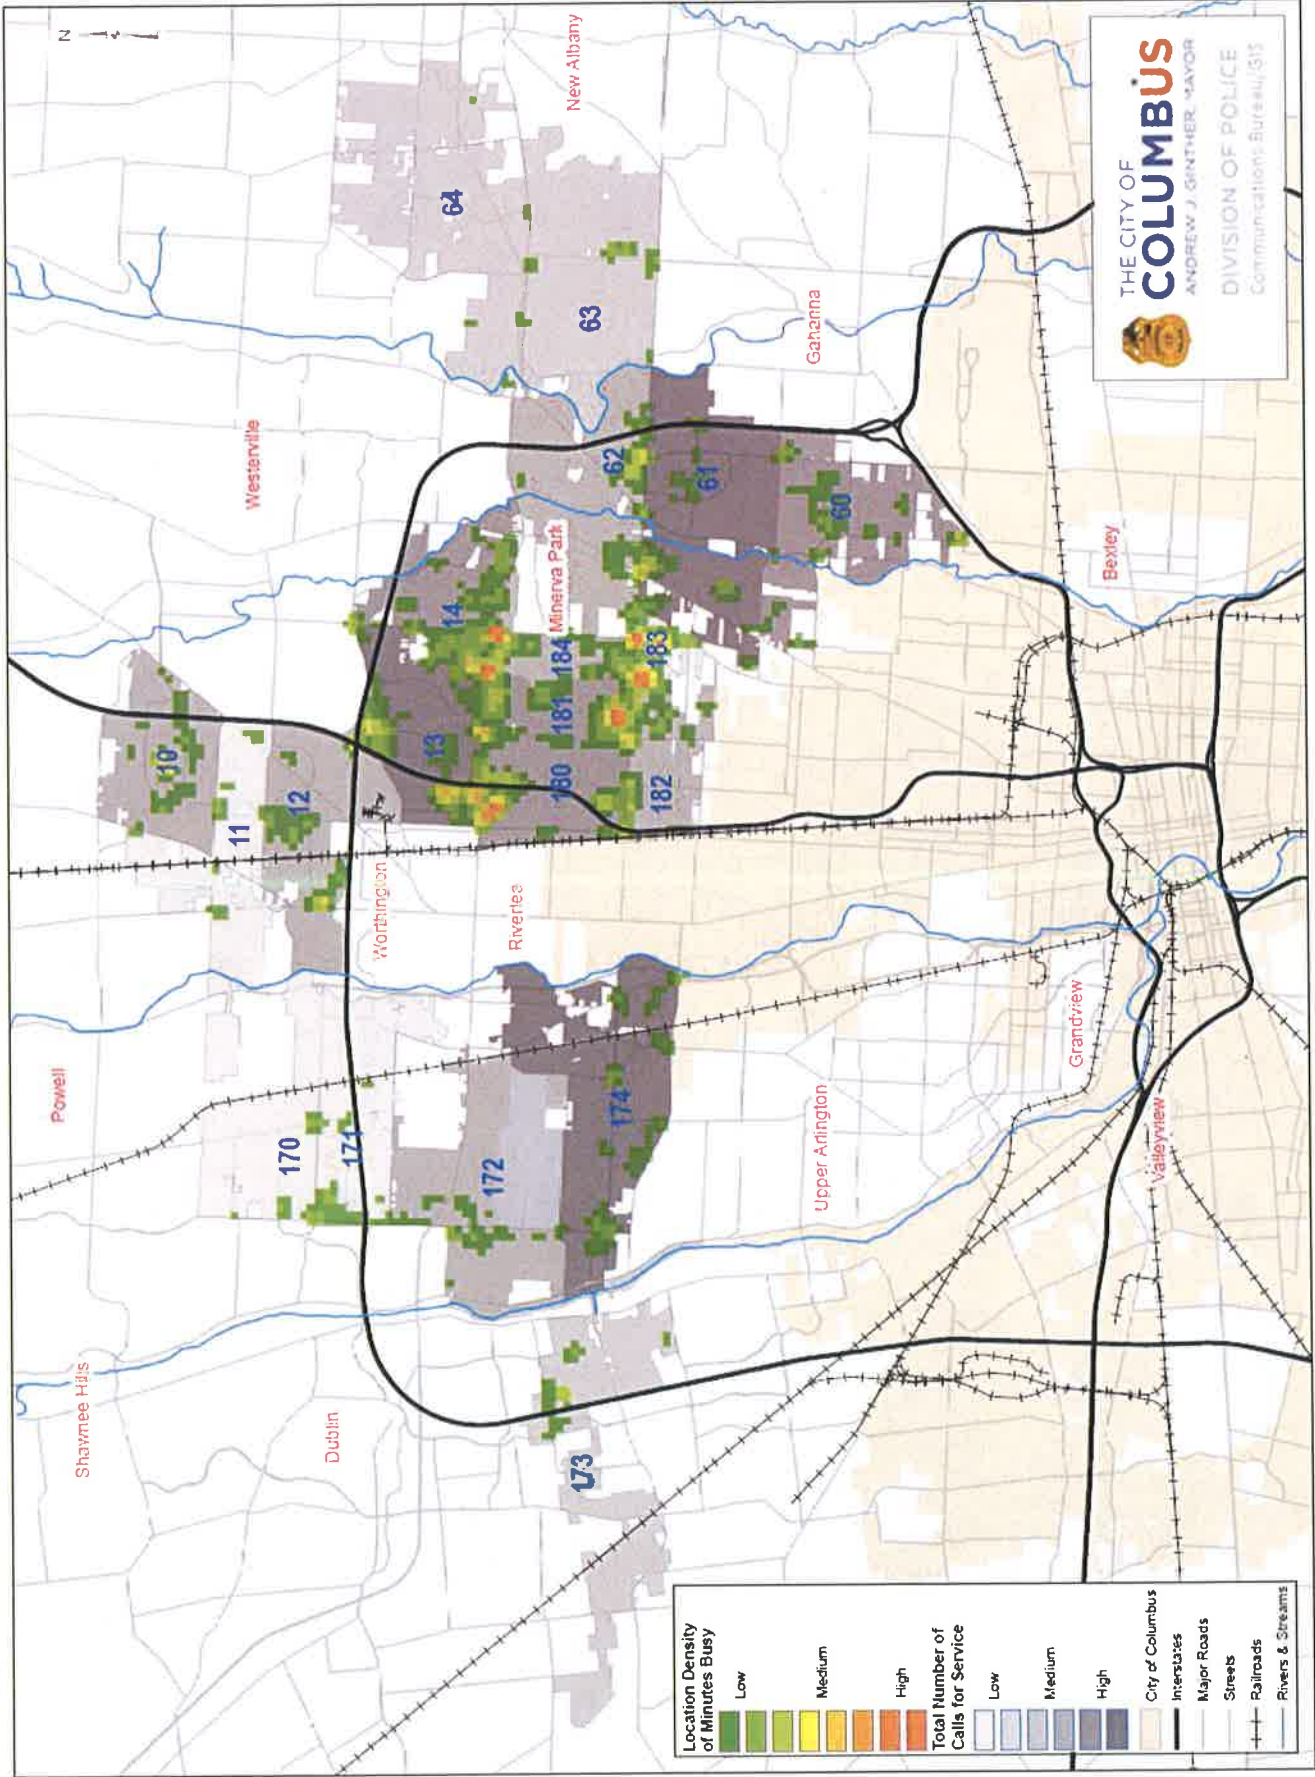 N
New Albany
64
63
Westerville
Gahanna
62
61
60
14
Minerva Park
184
183
Bexley
10
13
181
180
182
12
11
Worthington
Riverlea
Powell
170
171
172
174
Grandview
Upper Arlington
Valleyview
Shawnee Hills
Dublin
173
THE CITY OF
COLUMBUS
ANDREW J. GINTHER, MAYOR
DIVISION OF POLICE
Communications Bureau/GIS
Location Density
of Minutes Busy
Low
Medium
High
Total Number of
Calls for Service
Low
Medium
High
City of Columbus
Interstates
Major Roads
Streets
Railroads
Rivers & Streams